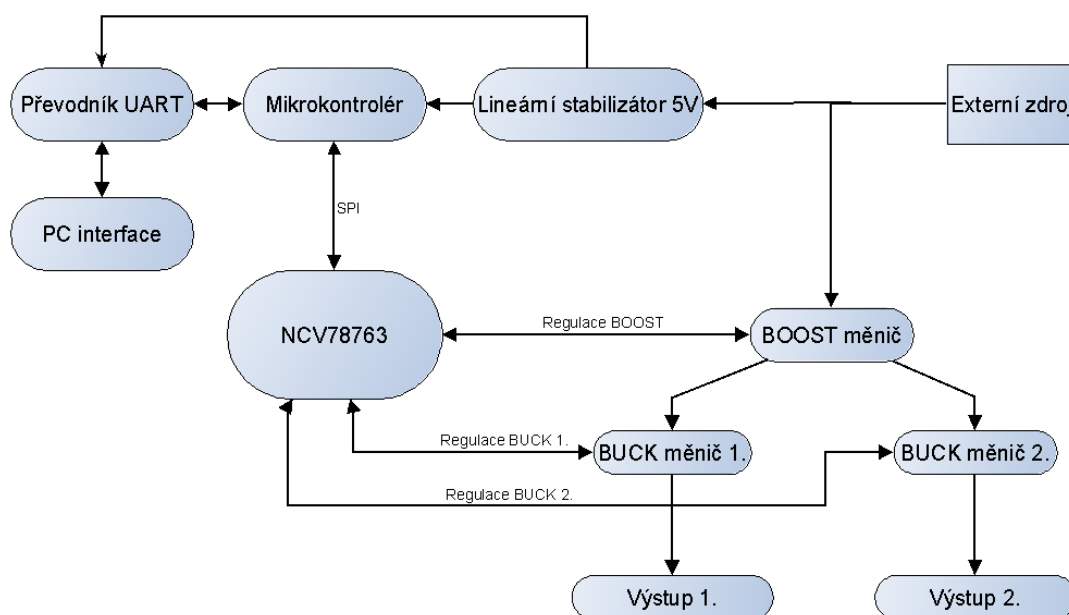 Převodník UART
Mikrokontrolér
Lineární stabilizátor 5V
Externí zdroj
PC interface
SPI
NCV78763
Regulace BOOST
BOOST měnič
Regulace BUCK 1.
BUCK měnič 1.
BUCK měnič 2.
Regulace BUCK 2.
Výstup 1.
Výstup 2.